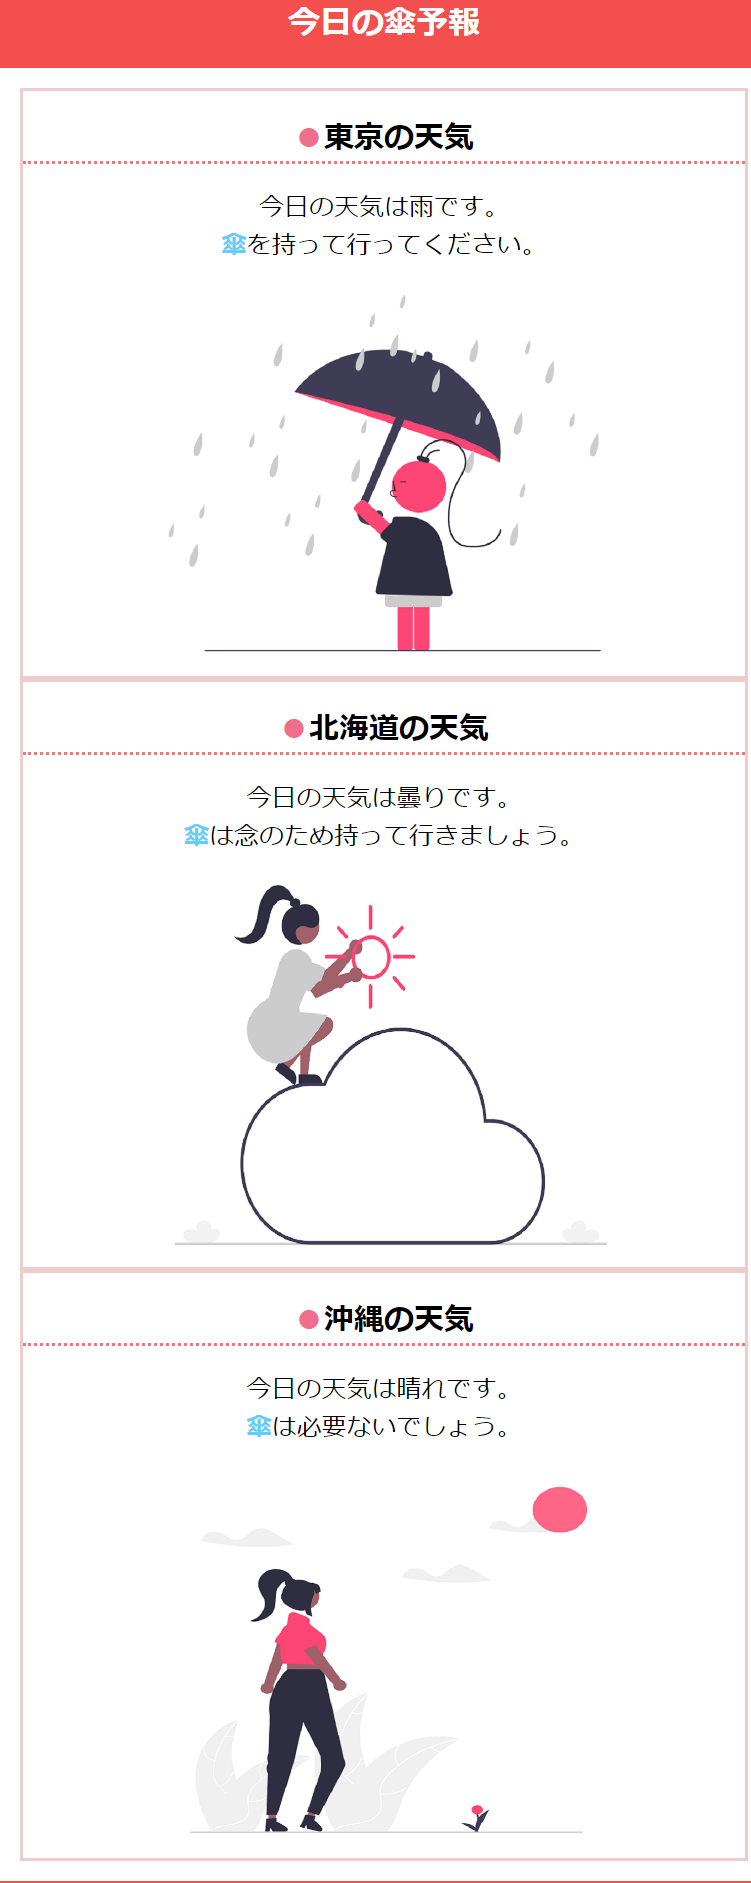 今日の傘予報
●東京の天気
今日の天気は雨です。
傘を持って行ってください。
●北海道の天気
今日の天気は曇りです。
傘は念のため持って行きましょう。
●沖縄の天気
今日の天気は晴れです。
傘は必要ないでしょう。